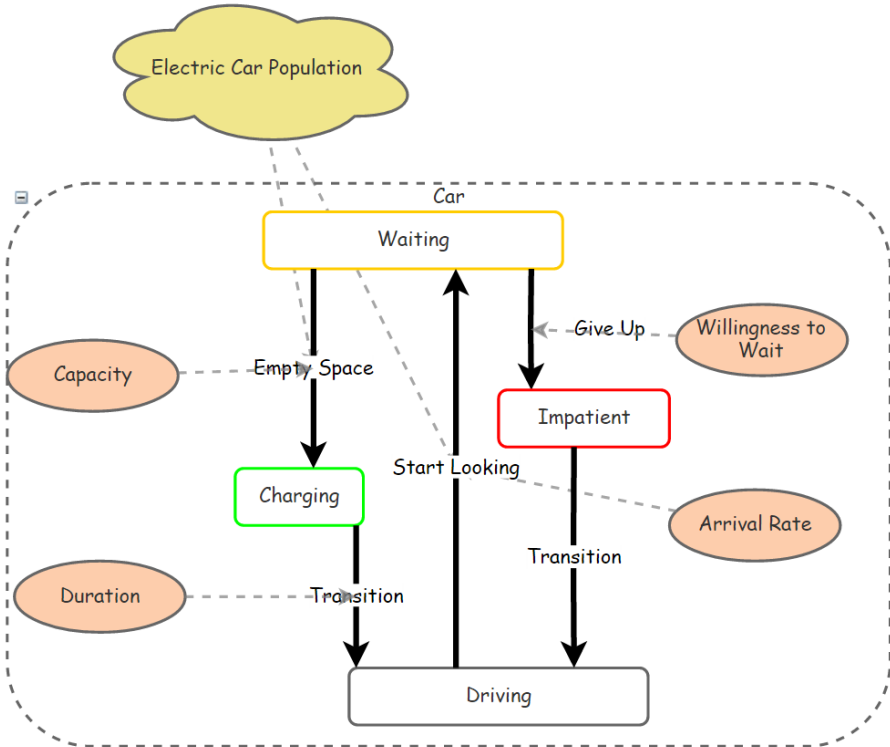 Electric Car Population
Car
Waiting
Give Up
Willingness to
Wait
Empty Space
Capacity
Impatient
Start Looking
Charging
Arrival Rate
Transition
Duration
Transition
Driving